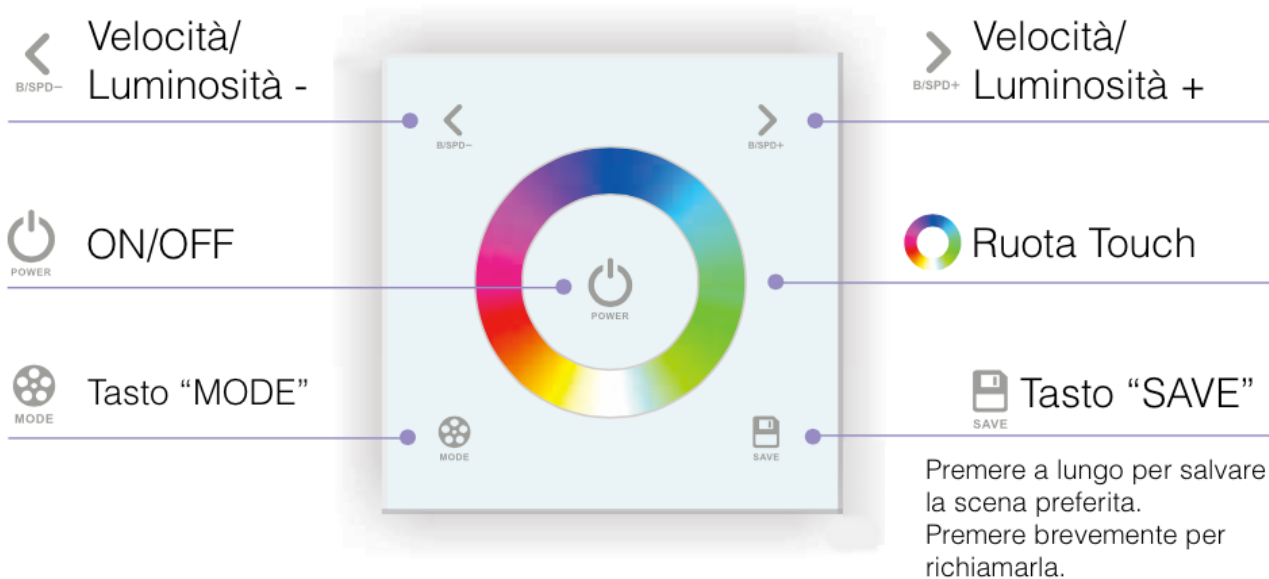 Velocità/
Luminosità -
B/SPD−
Velocità/
Luminosità +
B/SPD+
B/SPD−
B/SPD+
ON/OFF
POWER
POWER
Ruota Touch
Tasto “MODE”
MODE
MODE
SAVE
Tasto “SAVE”
SAVE
Premere a lungo per salvare
la scena preferita.
Premere brevemente per
richiamarla.